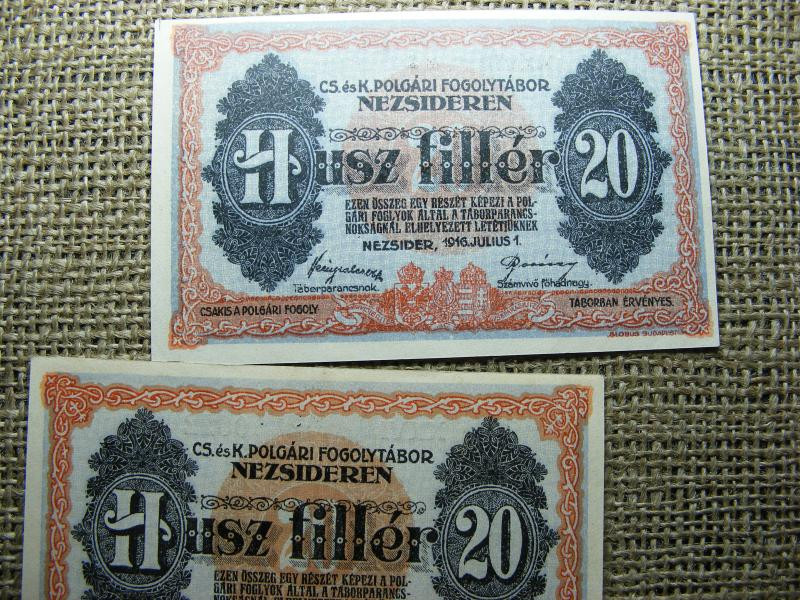 CS. és K. POLGÁRI FOGOLYTÁBOR
NEZSIDEREN
Husz fillér 20
EZEN ÖSSZEG EGY RÉSZÉT KÉPEZI A POL-
GÁRI FOGLYOK ÁLTAL A TÁBORPARANCS-
NOKSÁGNÁL ELHELYEZETT LETÉTJÜKNEK
NEZSIDER, 1916. JULIUS 1.
Táborparancsnok.
Számvivő főhadnagy.
CSAKIS A POLGÁRI FOGOLY
TÁBORBAN ÉRVÉNYES.
GLOBUS BUDAPEST
CS. és K. POLGÁRI FOGOLYTÁBOR
NEZSIDEREN
Husz fillér 20
EZEN ÖSSZEG EGY RÉSZÉT KÉPEZI A POL-
GÁRI FOGLYOK ÁLTAL A TÁBORPARANCS-